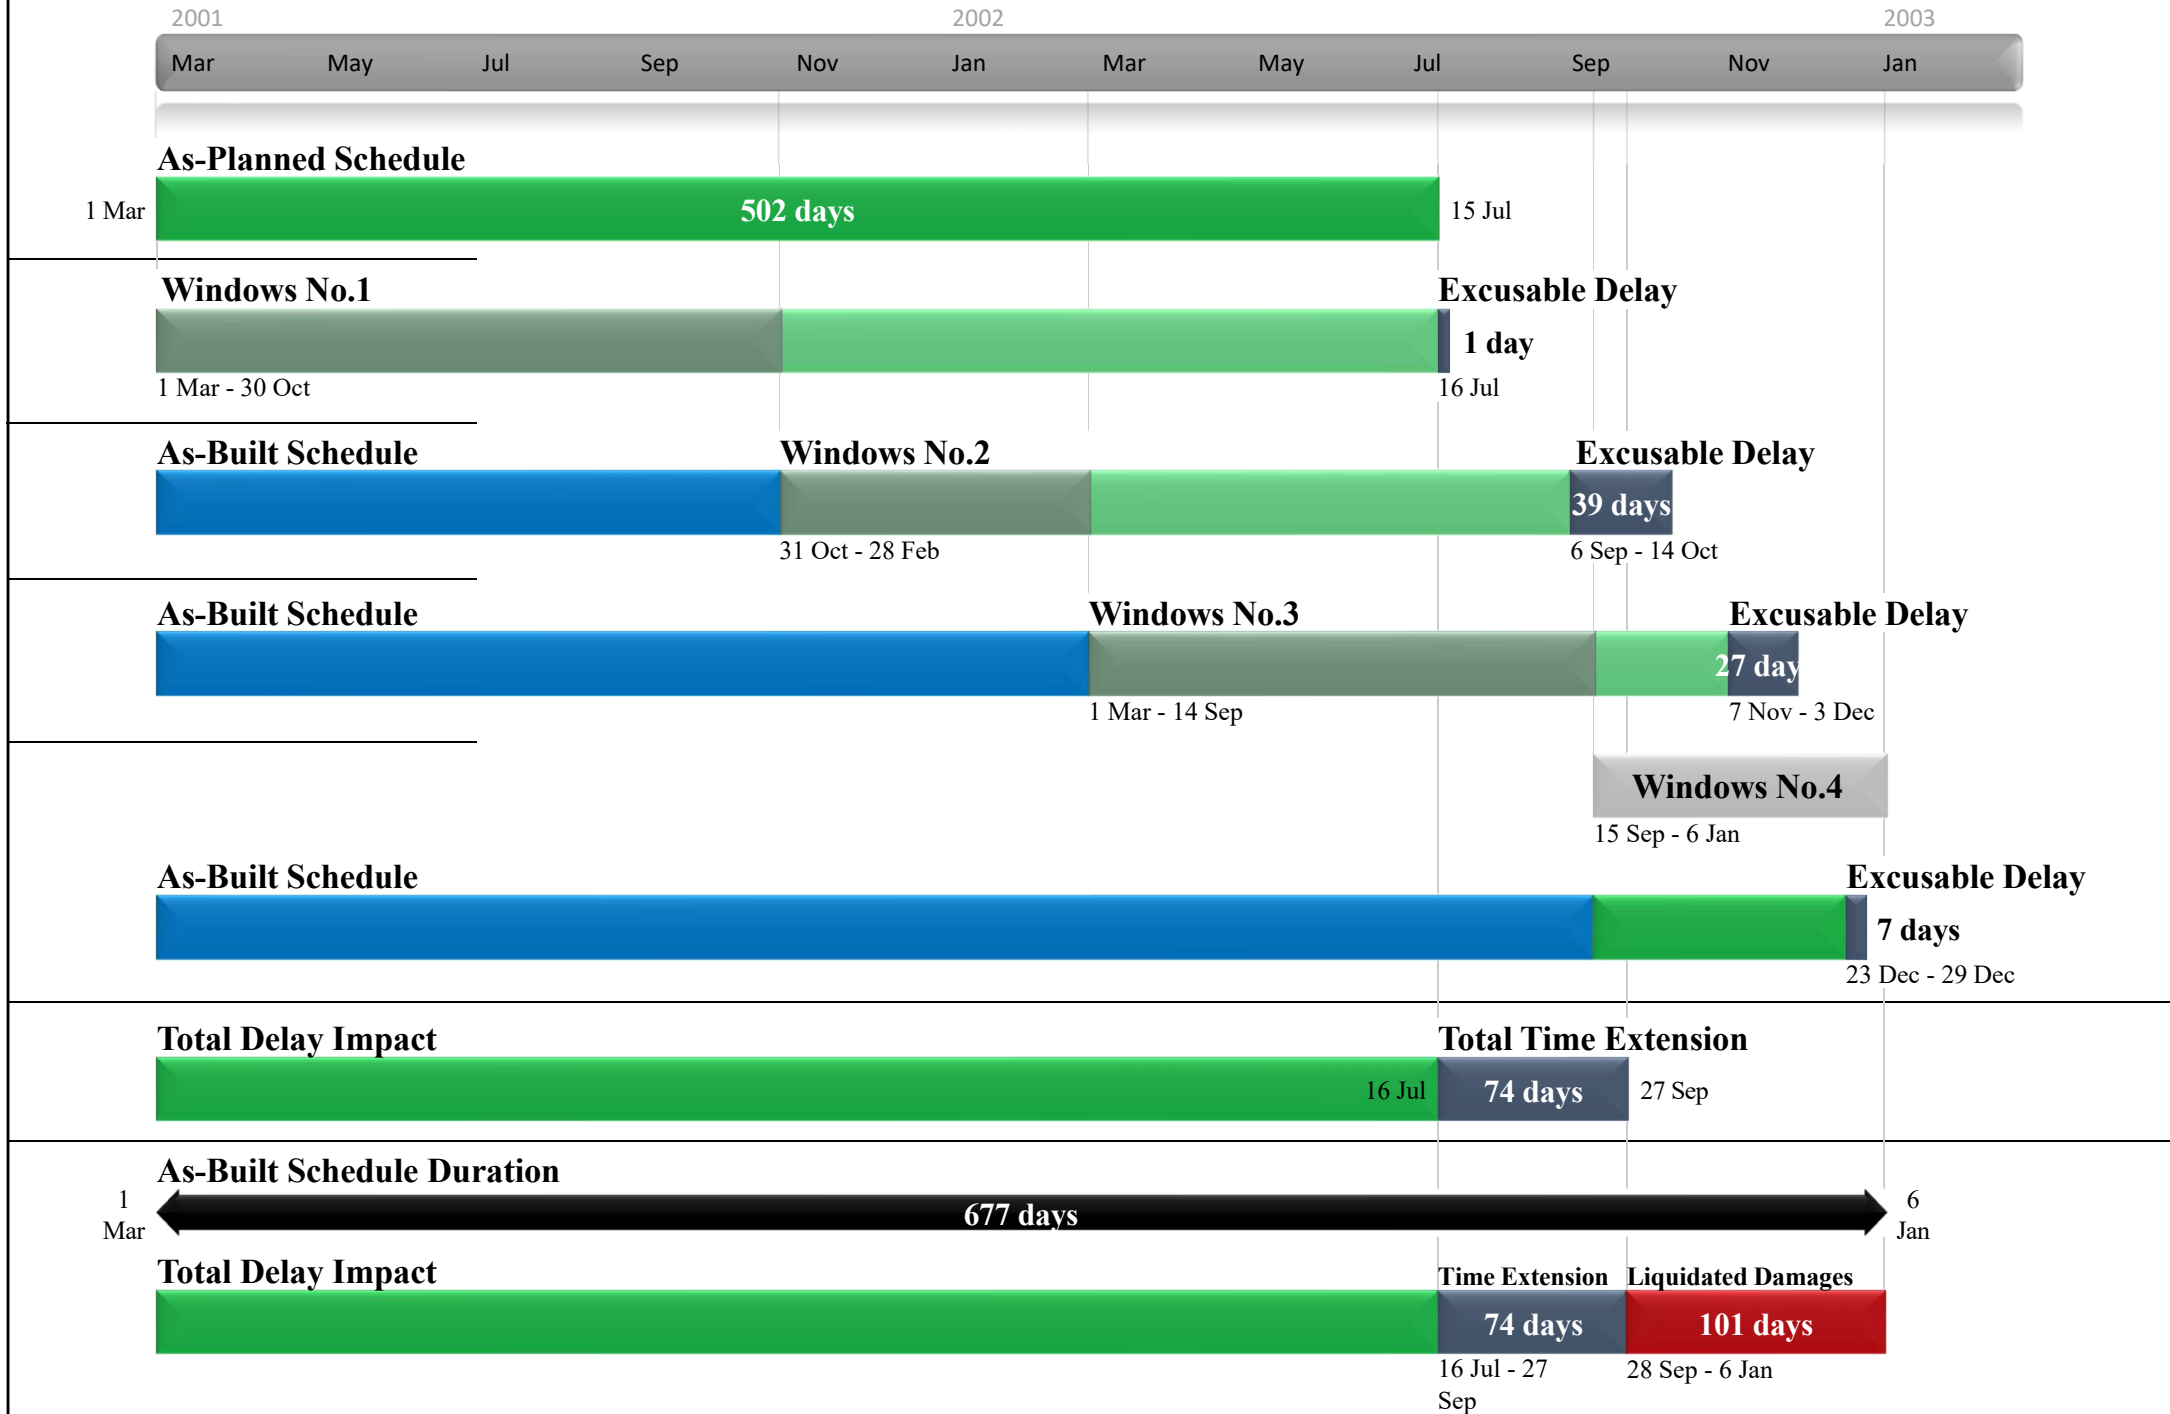 2001 2002 2003
Mar May Jul Sep Nov Jan Mar May Jul Sep Nov Jan
As-Planned Schedule
1 Mar 502 days 15 Jul
Windows No.1 Excusable Delay
1 day
1 Mar - 30 Oct 16 Jul
As-Built Schedule Windows No.2 Excusable Delay
39 days
31 Oct - 28 Feb 6 Sep - 14 Oct
As-Built Schedule Windows No.3 Excusable Delay
27 day
1 Mar - 14 Sep 7 Nov - 3 Dec
Windows No.4
15 Sep - 6 Jan
As-Built Schedule Excusable Delay
7 days
23 Dec - 29 Dec
Total Delay Impact Total Time Extension
16 Jul 74 days 27 Sep
As-Built Schedule Duration
1 Mar 677 days 6 Jan
Total Delay Impact Time Extension Liquidated Damages
74 days 101 days
16 Jul - 27 28 Sep - 6 Jan
Sep